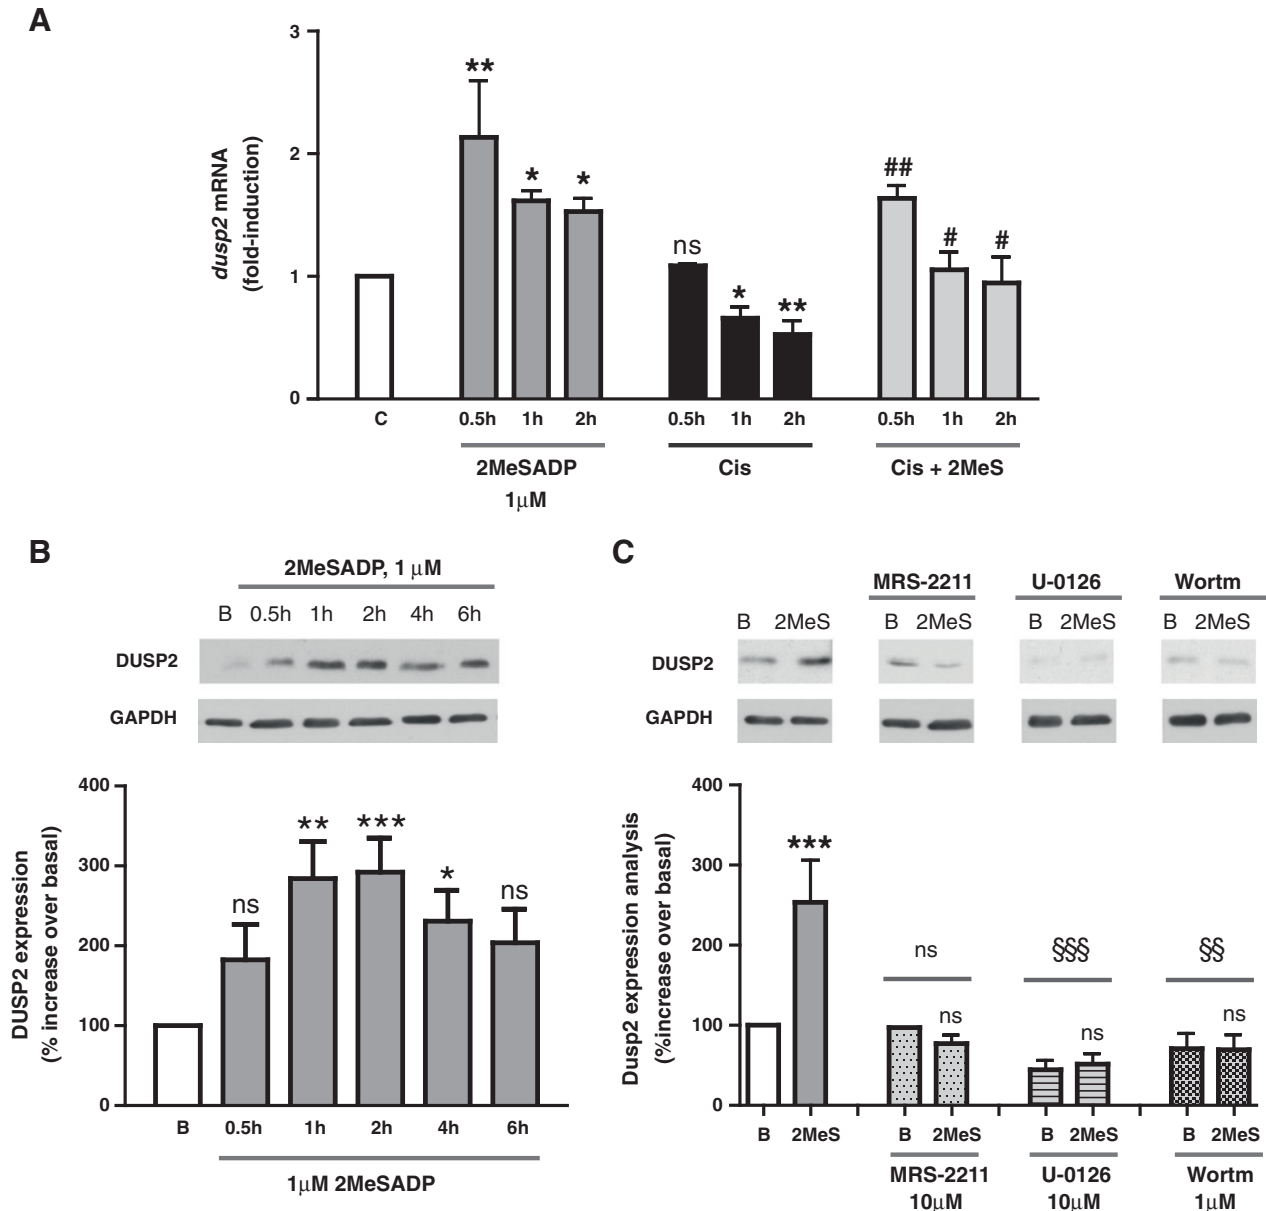 A
3
2
1
0
dusp2 mRNA
(fold-induction)
**
*
*
ns
*
**
##
#
#
C
0.5h 1h 2h
0.5h 1h 2h
0.5h 1h 2h
2MeSADP
1μM
Cis
Cis + 2MeS
B
2MeSADP, 1 μM
B 0.5h 1h 2h 4h 6h
DUSP2
GAPDH
400
300
200
100
0
DUSP2 expression
(% increase over basal)
ns
**
***
*
ns
B 0.5h 1h 2h 4h 6h
1μM 2MeSADP
C
MRS-2211 U-0126 Wortm
B 2MeS B 2MeS B 2MeS B 2MeS
DUSP2
GAPDH
400
300
200
100
0
Dusp2 expression analysis
(%increase over basal)
***
ns
§§§
§§
ns
ns
B 2MeS B 2MeS B 2MeS B 2MeS
MRS-2211 U-0126 Wortm
10μM 10μM 1μM